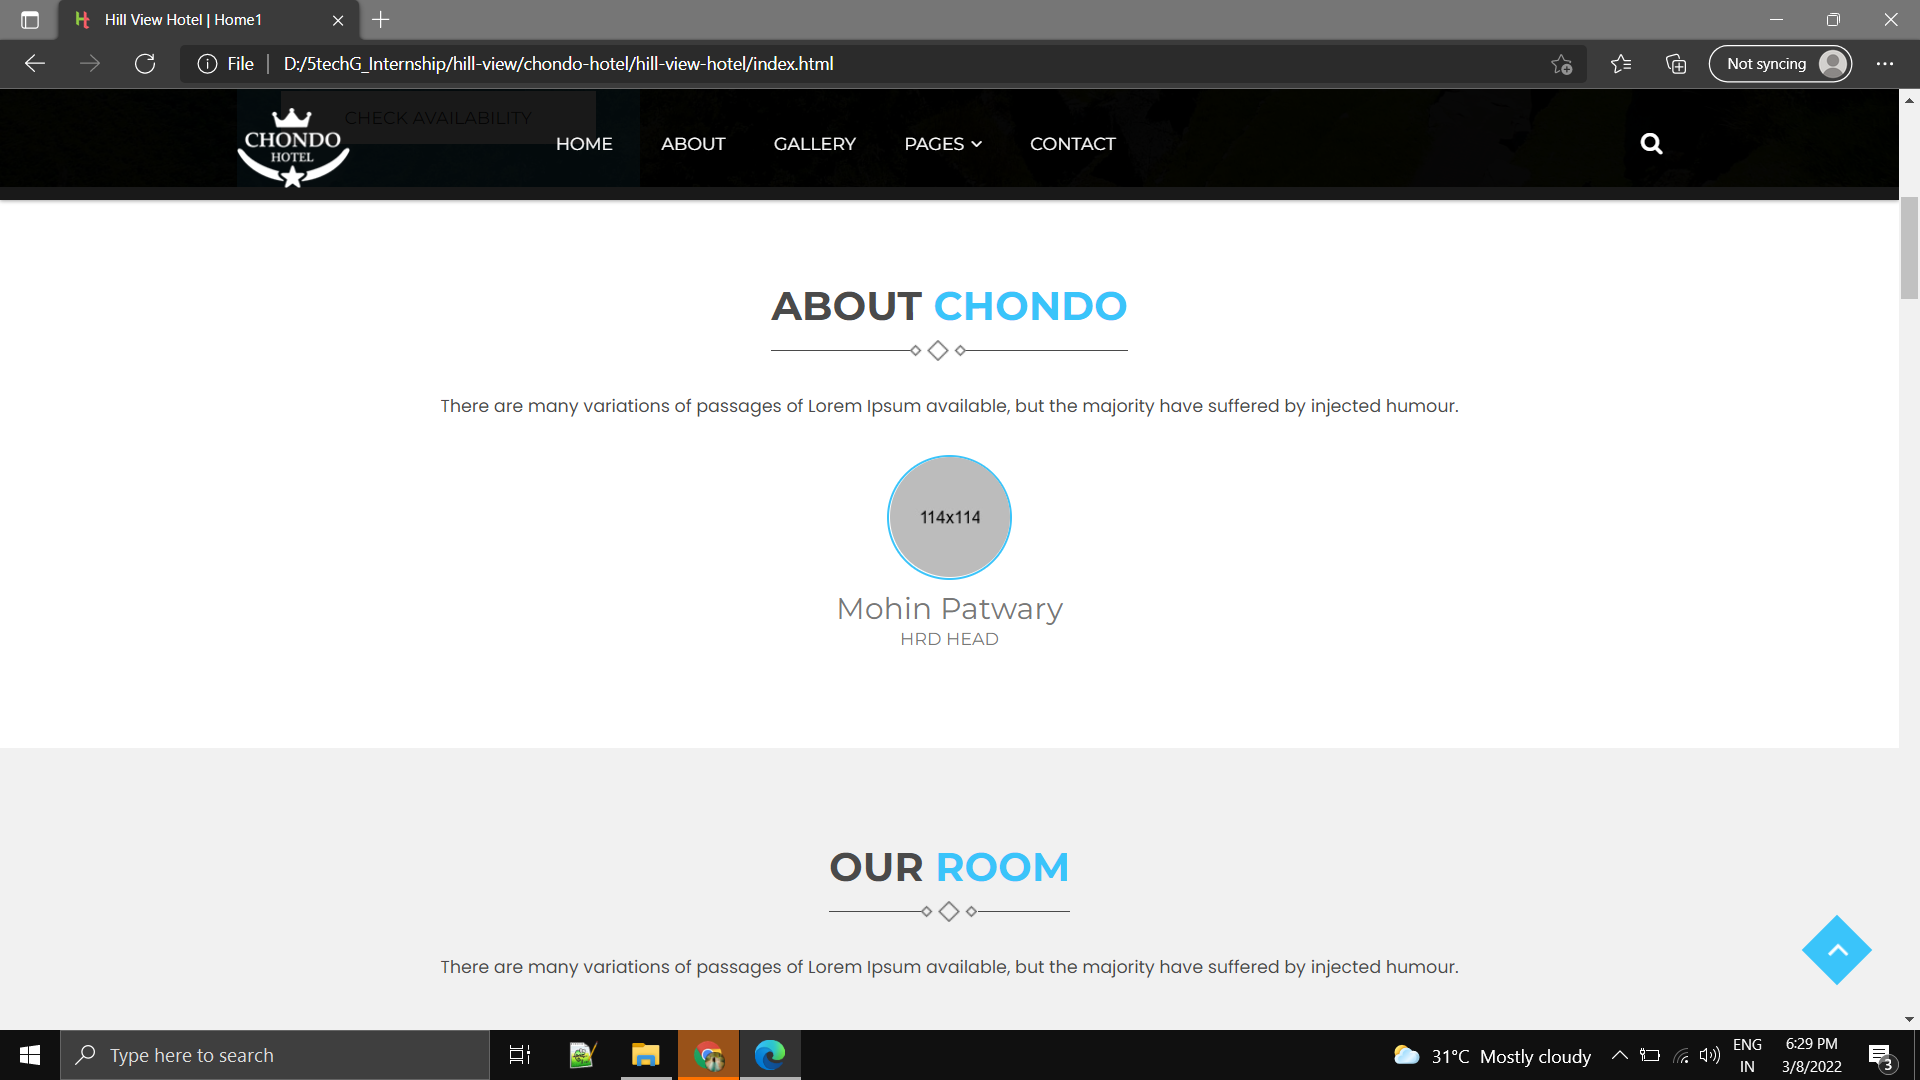 Hill View Hotel | Home1
File | D:/5techG_Internship/hill-view/chondo-hotel/hill-view-hotel/index.html
Not syncing
CHECK AVAILABILITY
CHONDO
HOTEL
HOME ABOUT GALLERY PAGES CONTACT
ABOUT CHONDO
There are many variations of passages of Lorem Ipsum available, but the majority have suffered by injected humour.
114x114
Mohin Patwary
HRD HEAD
OUR ROOM
There are many variations of passages of Lorem Ipsum available, but the majority have suffered by injected humour.
Type here to search
31°C Mostly cloudy
ENG
IN
6:29 PM
3/8/2022
3